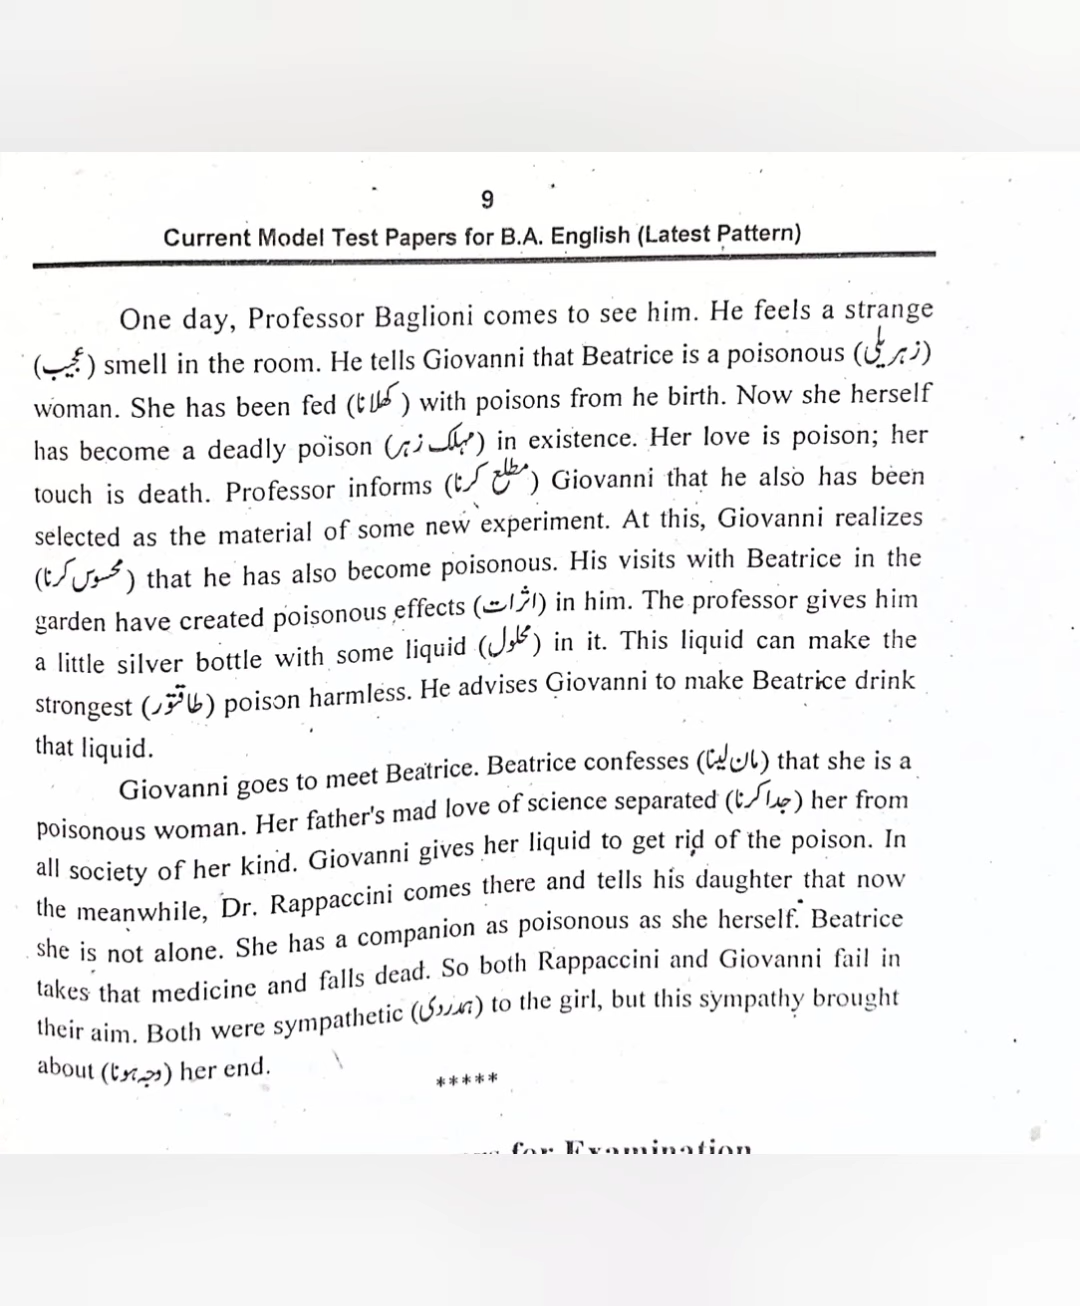 9
Current Model Test Papers for B.A. English (Latest Pattern)
One day, Professor Baglioni comes to see him. He feels a strange
(عجیب) smell in the room. He tells Giovanni that Beatrice is a poisonous (زہریلی)
woman. She has been fed (کھلانا) with poisons from he birth. Now she herself
has become a deadly poison (مہلک زہر) in existence. Her love is poison; her
touch is death. Professor informs (مطلع کرنا) Giovanni that he also has been
selected as the material of some new experiment. At this, Giovanni realizes
(محسوس کرنا) that he has also become poisonous. His visits with Beatrice in the
garden have created poisonous effects (اثرات) in him. The professor gives him
a little silver bottle with some liquid (محلول) in it. This liquid can make the
strongest (طاقتور) poison harmless. He advises Giovanni to make Beatrice drink
that liquid.
Giovanni goes to meet Beatrice. Beatrice confesses (مان لینا) that she is a
poisonous woman. Her father's mad love of science separated (جدا کرنا) her from
all society of her kind. Giovanni gives her liquid to get rid of the poison. In
the meanwhile, Dr. Rappaccini comes there and tells his daughter that now
she is not alone. She has a companion as poisonous as she herself. Beatrice
takes that medicine and falls dead. So both Rappaccini and Giovanni fail in
their aim. Both were sympathetic (ہمدردی) to the girl, but this sympathy brought
about (وجہ ہونا) her end.
*****
for Examination